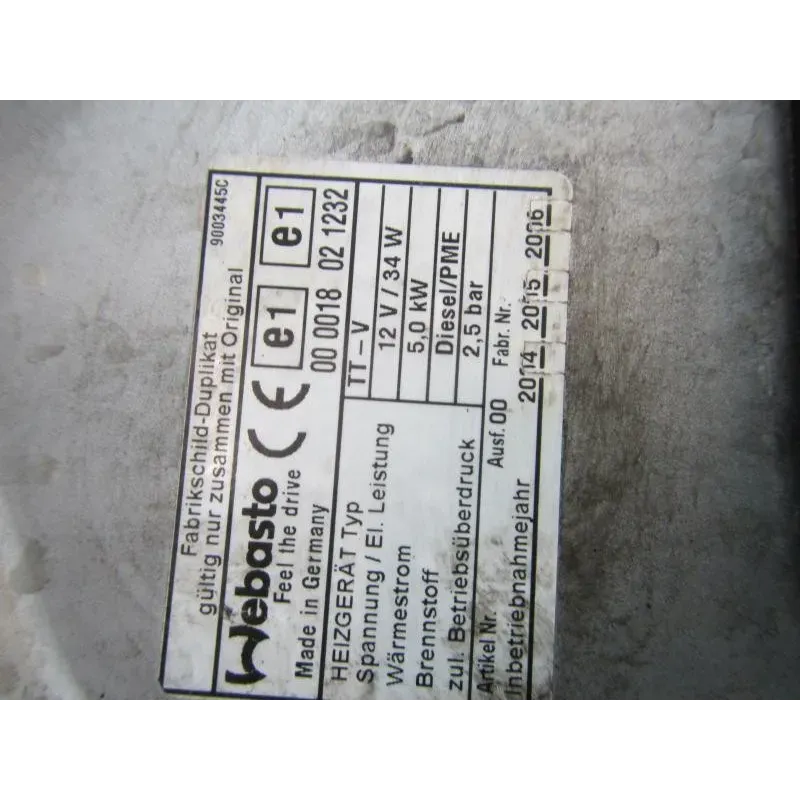 Fabrikschild-Duplikat
gültig nur zusammen mit Original 9003445C
Webasto CE e1 e1
Feel the drive
Made in Germany 00 0018 02 1232
HEIZGERÄT Typ TT-V
Spannung / El. Leistung 12 V / 34 W
Wärmestrom 5,0 kW
Brennstoff Diesel/PME
zul. Betriebsüberdruck 2,5 bar
Artikel Nr. Ausf. 00 Fabr. Nr.
Inbetriebnahmejahr 2014 2015 2016